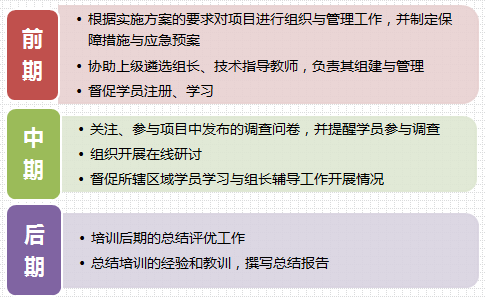 前期
• 根据实施方案的要求对项目进行组织与管理工作，并制定保
障措施与应急预案
• 协助上级遴选组长、技术指导教师，负责其组建与管理
• 督促学员注册、学习
中期
• 关注、参与项目中发布的调查问卷，并提醒学员参与调查
• 组织开展在线研讨
• 督促所辖区域学员学习与组长辅导工作开展情况
后期
• 培训后期的总结评优工作
• 总结培训的经验和教训，撰写总结报告